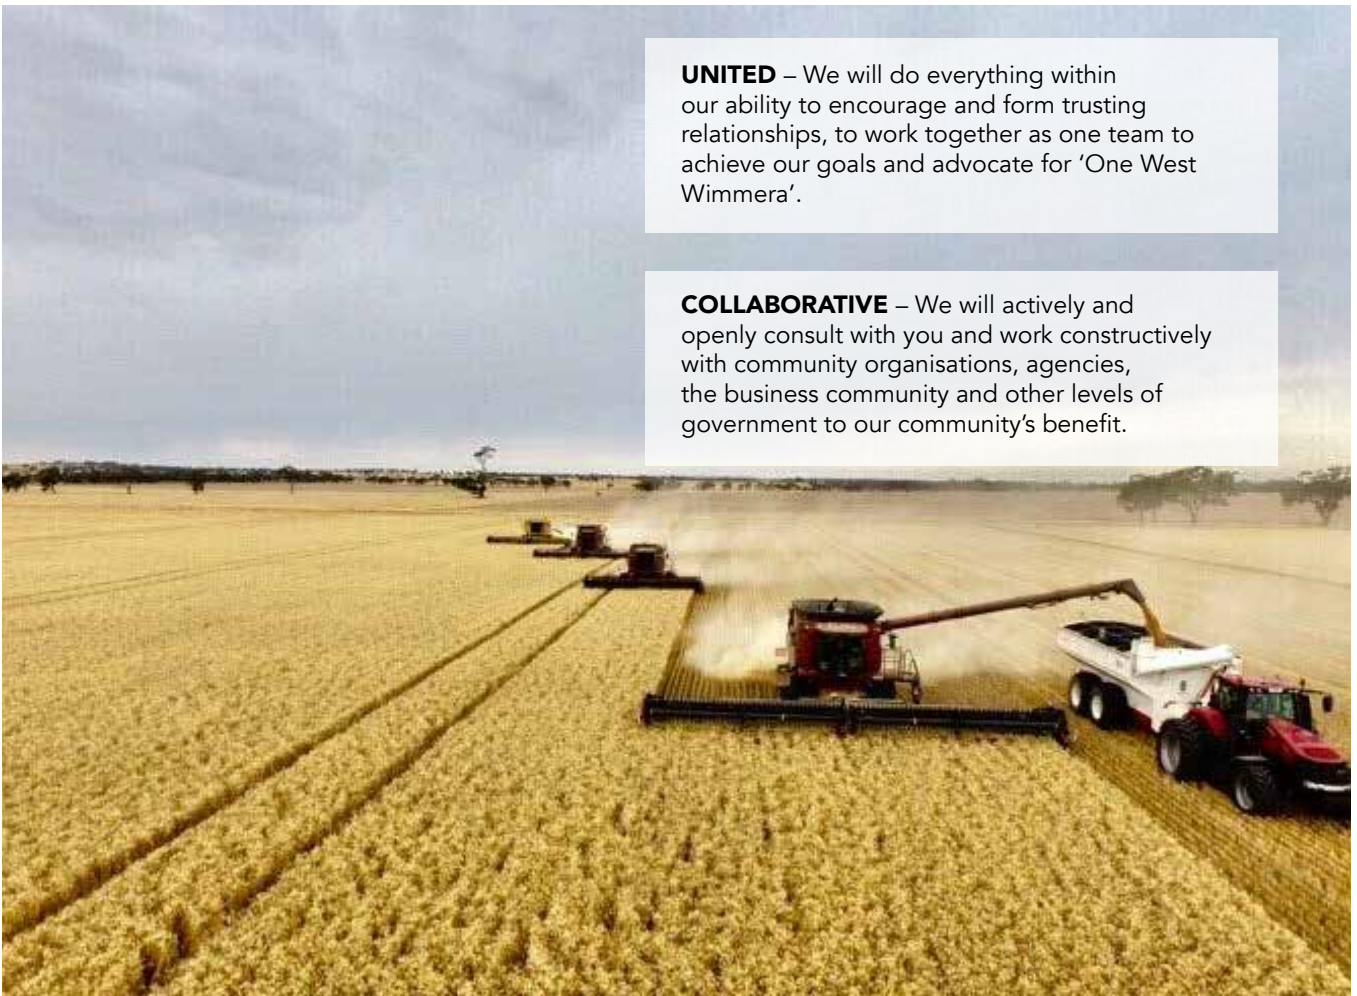 UNITED – We will do everything within
our ability to encourage and form trusting
relationships, to work together as one team to
achieve our goals and advocate for ‘One West
Wimmera’.
COLLABORATIVE – We will actively and
openly consult with you and work constructively
with community organisations, agencies,
the business community and other levels of
government to our community’s benefit.